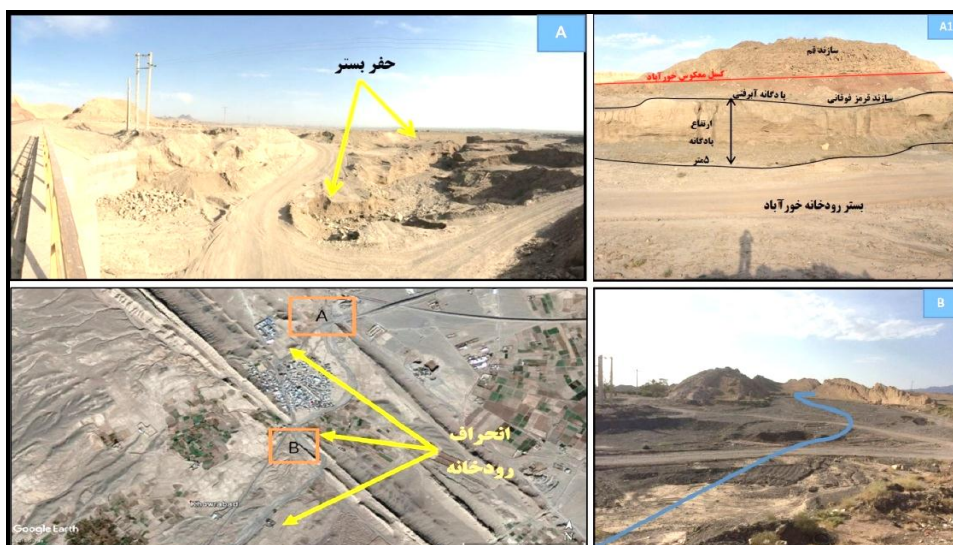 A
حفر بستر
A1
سازند قم
گسل معکوس خورآباد
پادگانه آبرفتی
سازند قرمز فوقانی
ارتفاع
پادگانه
۵متر
بستر رودخانه خورآباد
A
B
انحراف
رودخانه
Khowrabad
Google Earth
N
B